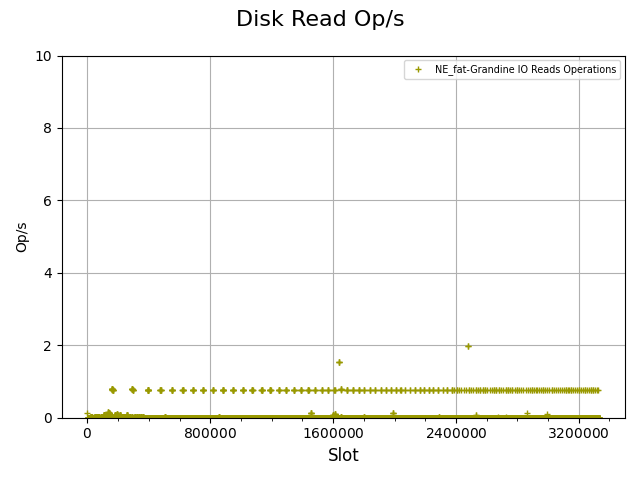 Disk Read Op/s
NE_fat-Grandine IO Reads Operations
10
8
6
4
2
0
Op/s
0 800000 1600000 2400000 3200000
Slot